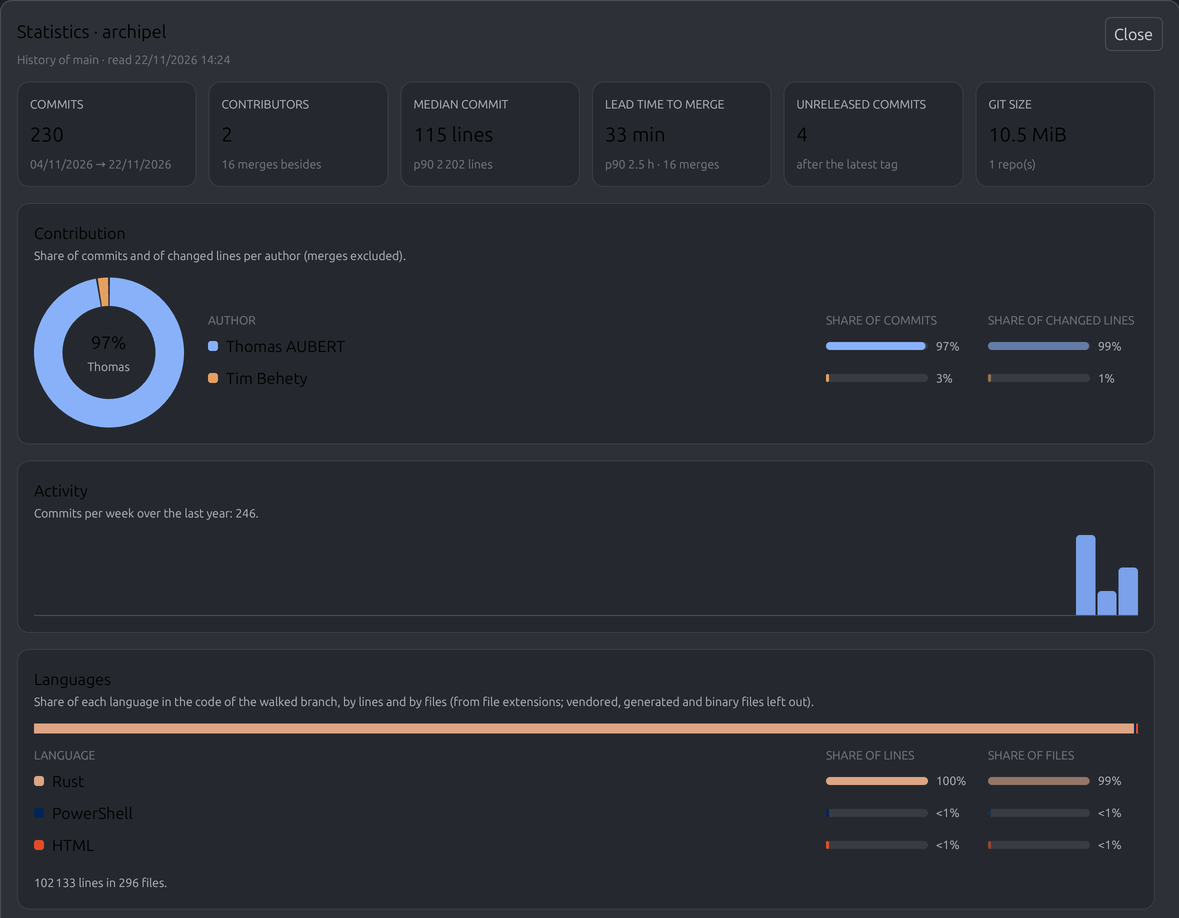 Statistics · archipel
Close
History of main · read 22/11/2026 14:24
COMMITS
230
04/11/2026 → 22/11/2026
CONTRIBUTORS
2
16 merges besides
MEDIAN COMMIT
115 lines
p90 2 202 lines
LEAD TIME TO MERGE
33 min
p90 2.5 h · 16 merges
UNRELEASED COMMITS
4
after the latest tag
GIT SIZE
10.5 MiB
1 repo(s)
Contribution
Share of commits and of changed lines per author (merges excluded).
97%
Thomas
AUTHOR SHARE OF COMMITS SHARE OF CHANGED LINES
Thomas AUBERT 97% 99%
Tim Behety 3% 1%
Activity
Commits per week over the last year: 246.
Languages
Share of each language in the code of the walked branch, by lines and by files (from file extensions; vendored, generated and binary files left out).
LANGUAGE SHARE OF LINES SHARE OF FILES
Rust 100% 99%
PowerShell <1% <1%
HTML <1% <1%
102 133 lines in 296 files.